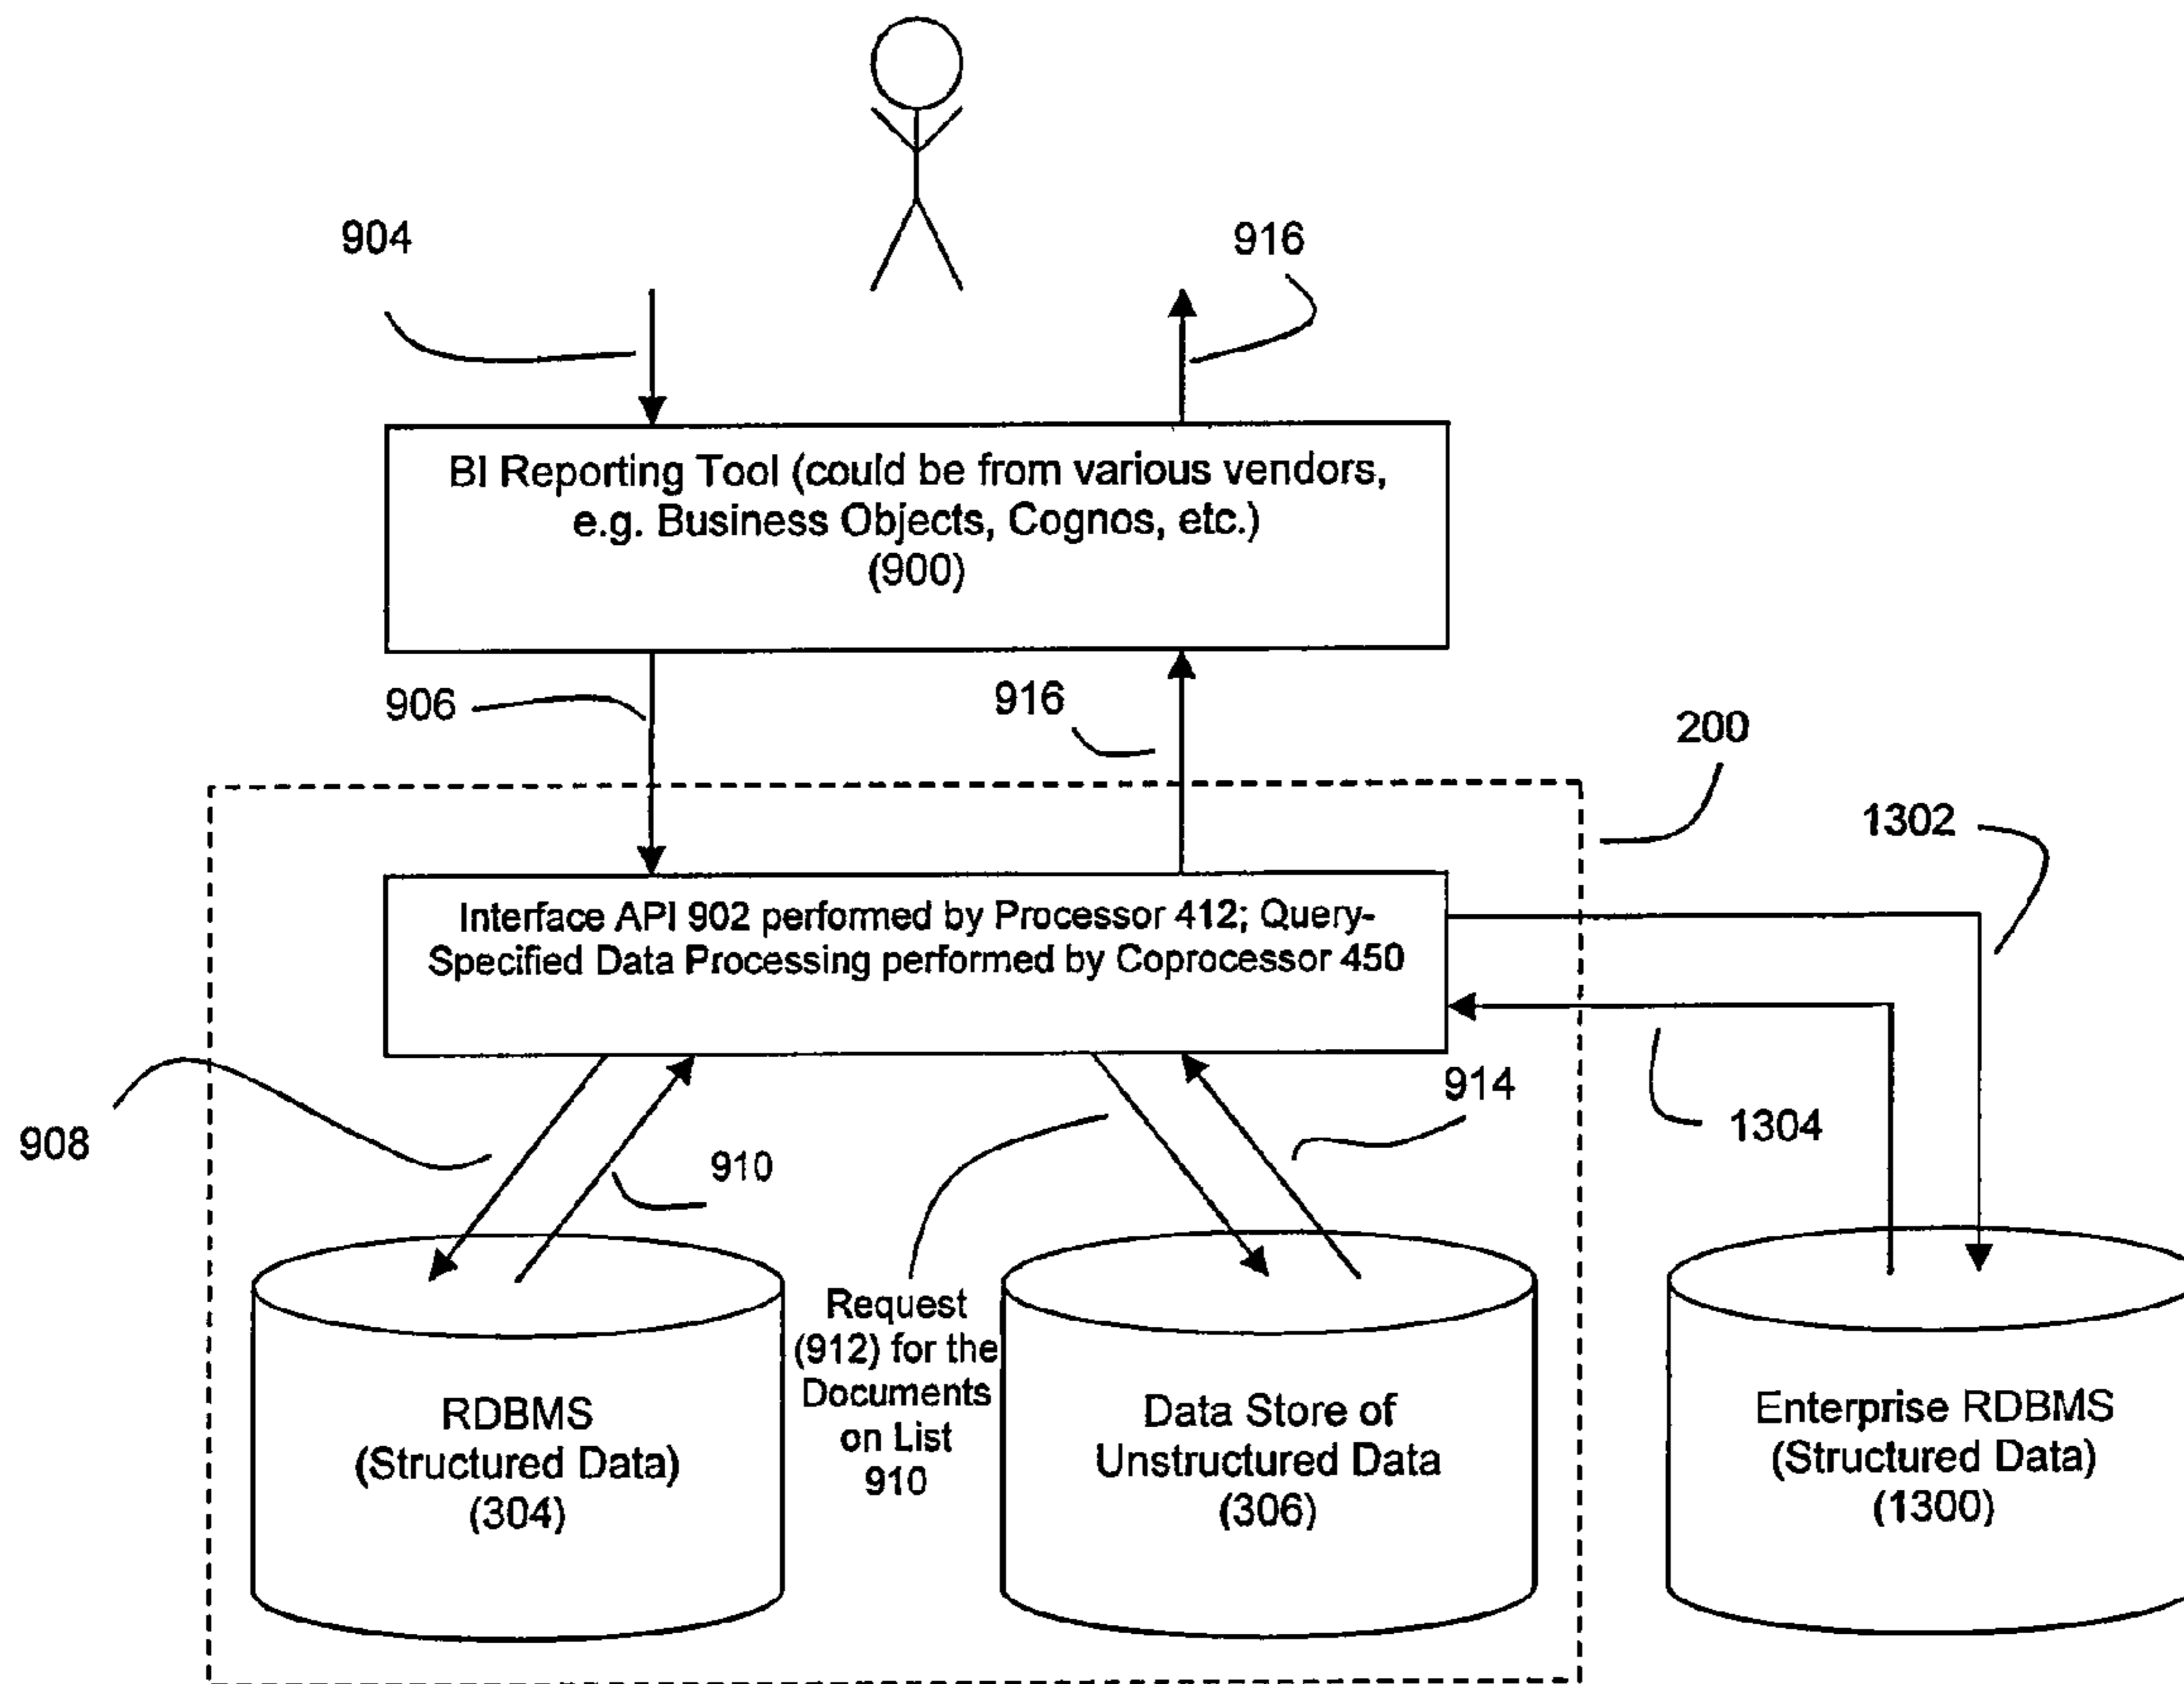 904
916
BI Reporting Tool (could be from various vendors,
e.g. Business Objects, Cognos, etc.)
(900)
906
916
200
1302
Interface API 902 performed by Processor 412; Query-
Specified Data Processing performed by Coprocessor 450
914
1304
908
910
Request
(912) for the
Documents
on List
910
RDBMS
(Structured Data)
(304)
Data Store of
Unstructured Data
(306)
Enterprise RDBMS
(Structured Data)
(1300)